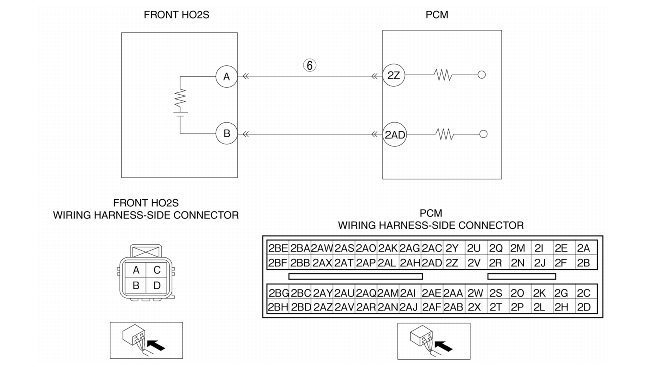 FRONT HO2S
PCM
A
6
2Z
B
2AD
FRONT HO2S
WIRING HARNESS-SIDE CONNECTOR
A C
B D
PCM
WIRING HARNESS-SIDE CONNECTOR
2BE 2BA 2AW 2AS 2AO 2AK 2AG 2AC 2Y 2U 2Q 2M 2I 2E 2A
2BF 2BB 2AX 2AT 2AP 2AL 2AH 2AD 2Z 2V 2R 2N 2J 2F 2B
2BG 2BC 2AY 2AU 2AQ 2AM 2AI 2AE 2AA 2W 2S 2O 2K 2G 2C
2BH 2BD 2AZ 2AV 2AR 2AN 2AJ 2AF 2AB 2X 2T 2P 2L 2H 2D